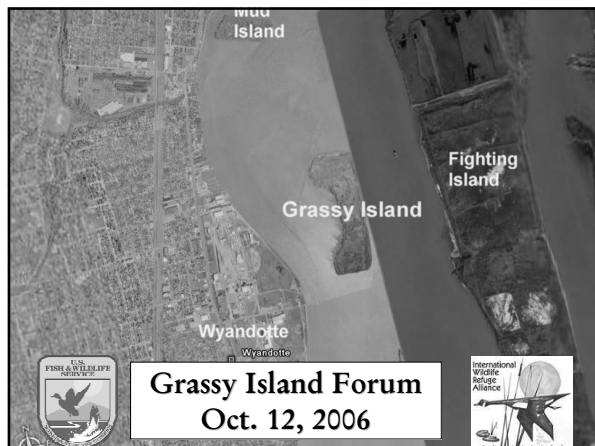 Mud
Island
Fighting
Island
Grassy Island
Wyandotte
Wyandotte
U.S.
FISH & WILDLIFE
SERVICE
Grassy Island Forum
Oct. 12, 2006
International
Wildlife
Refuge
Alliance